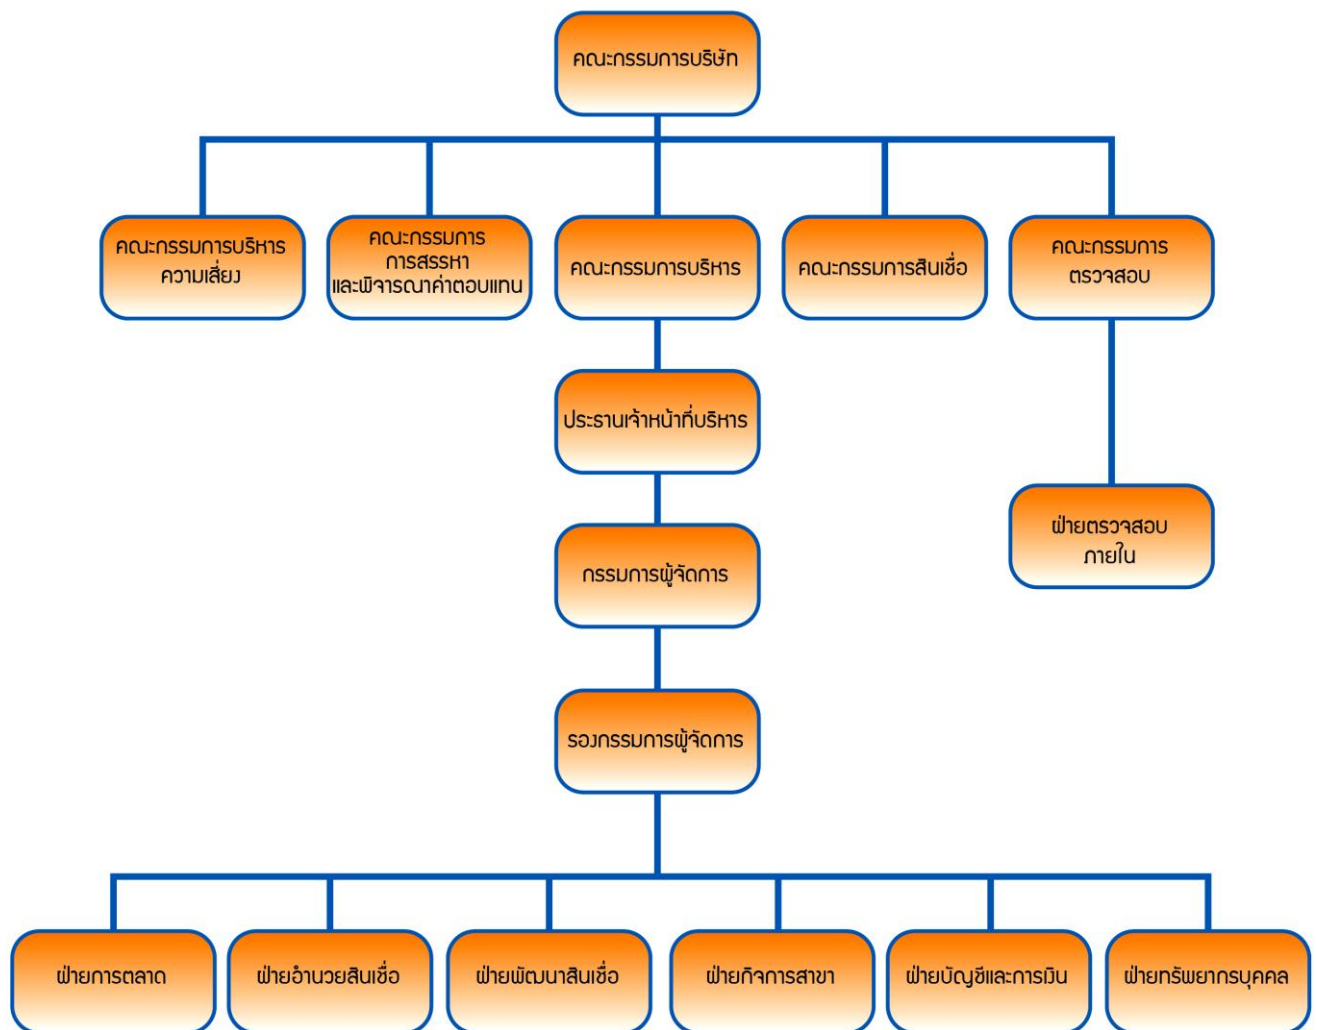 คณะกรรมการบริษัท
คณะกรรมการบริหาร
ความเสี่ยง
คณะกรรมการ
การสรรหา
และพิจารณาค่าตอบแทน
คณะกรรมการบริหาร
คณะกรรมการสินเชื่อ
คณะกรรมการ
ตรวจสอบ
ประธานเจ้าหน้าที่บริหาร
ฝ่ายตรวจสอบ
ภายใน
กรรมการผู้จัดการ
รองกรรมการผู้จัดการ
ฝ่ายการตลาด
ฝ่ายอำนวยสินเชื่อ
ฝ่ายพัฒนาสินเชื่อ
ฝ่ายกิจการสาขา
ฝ่ายบัญชีและการเงิน
ฝ่ายทรัพยากรบุคคล